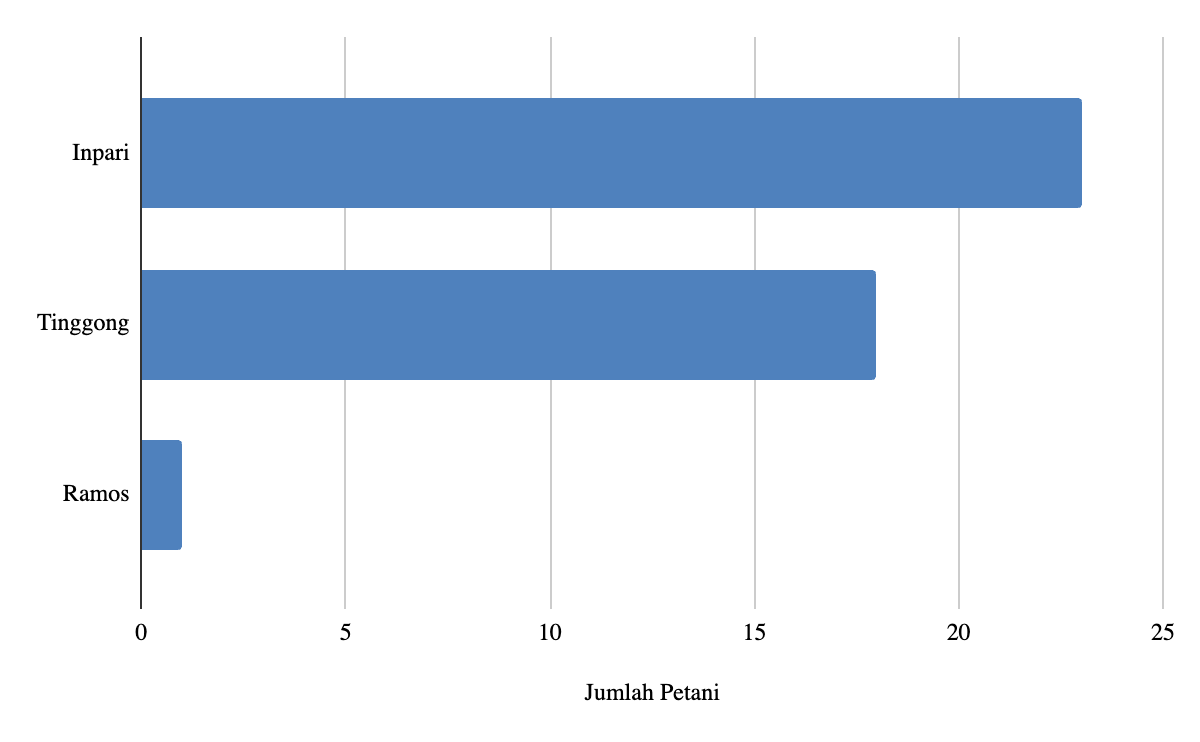 Inpari
Tinggong
Ramos
0 5 10 15 20 25
Jumlah Petani